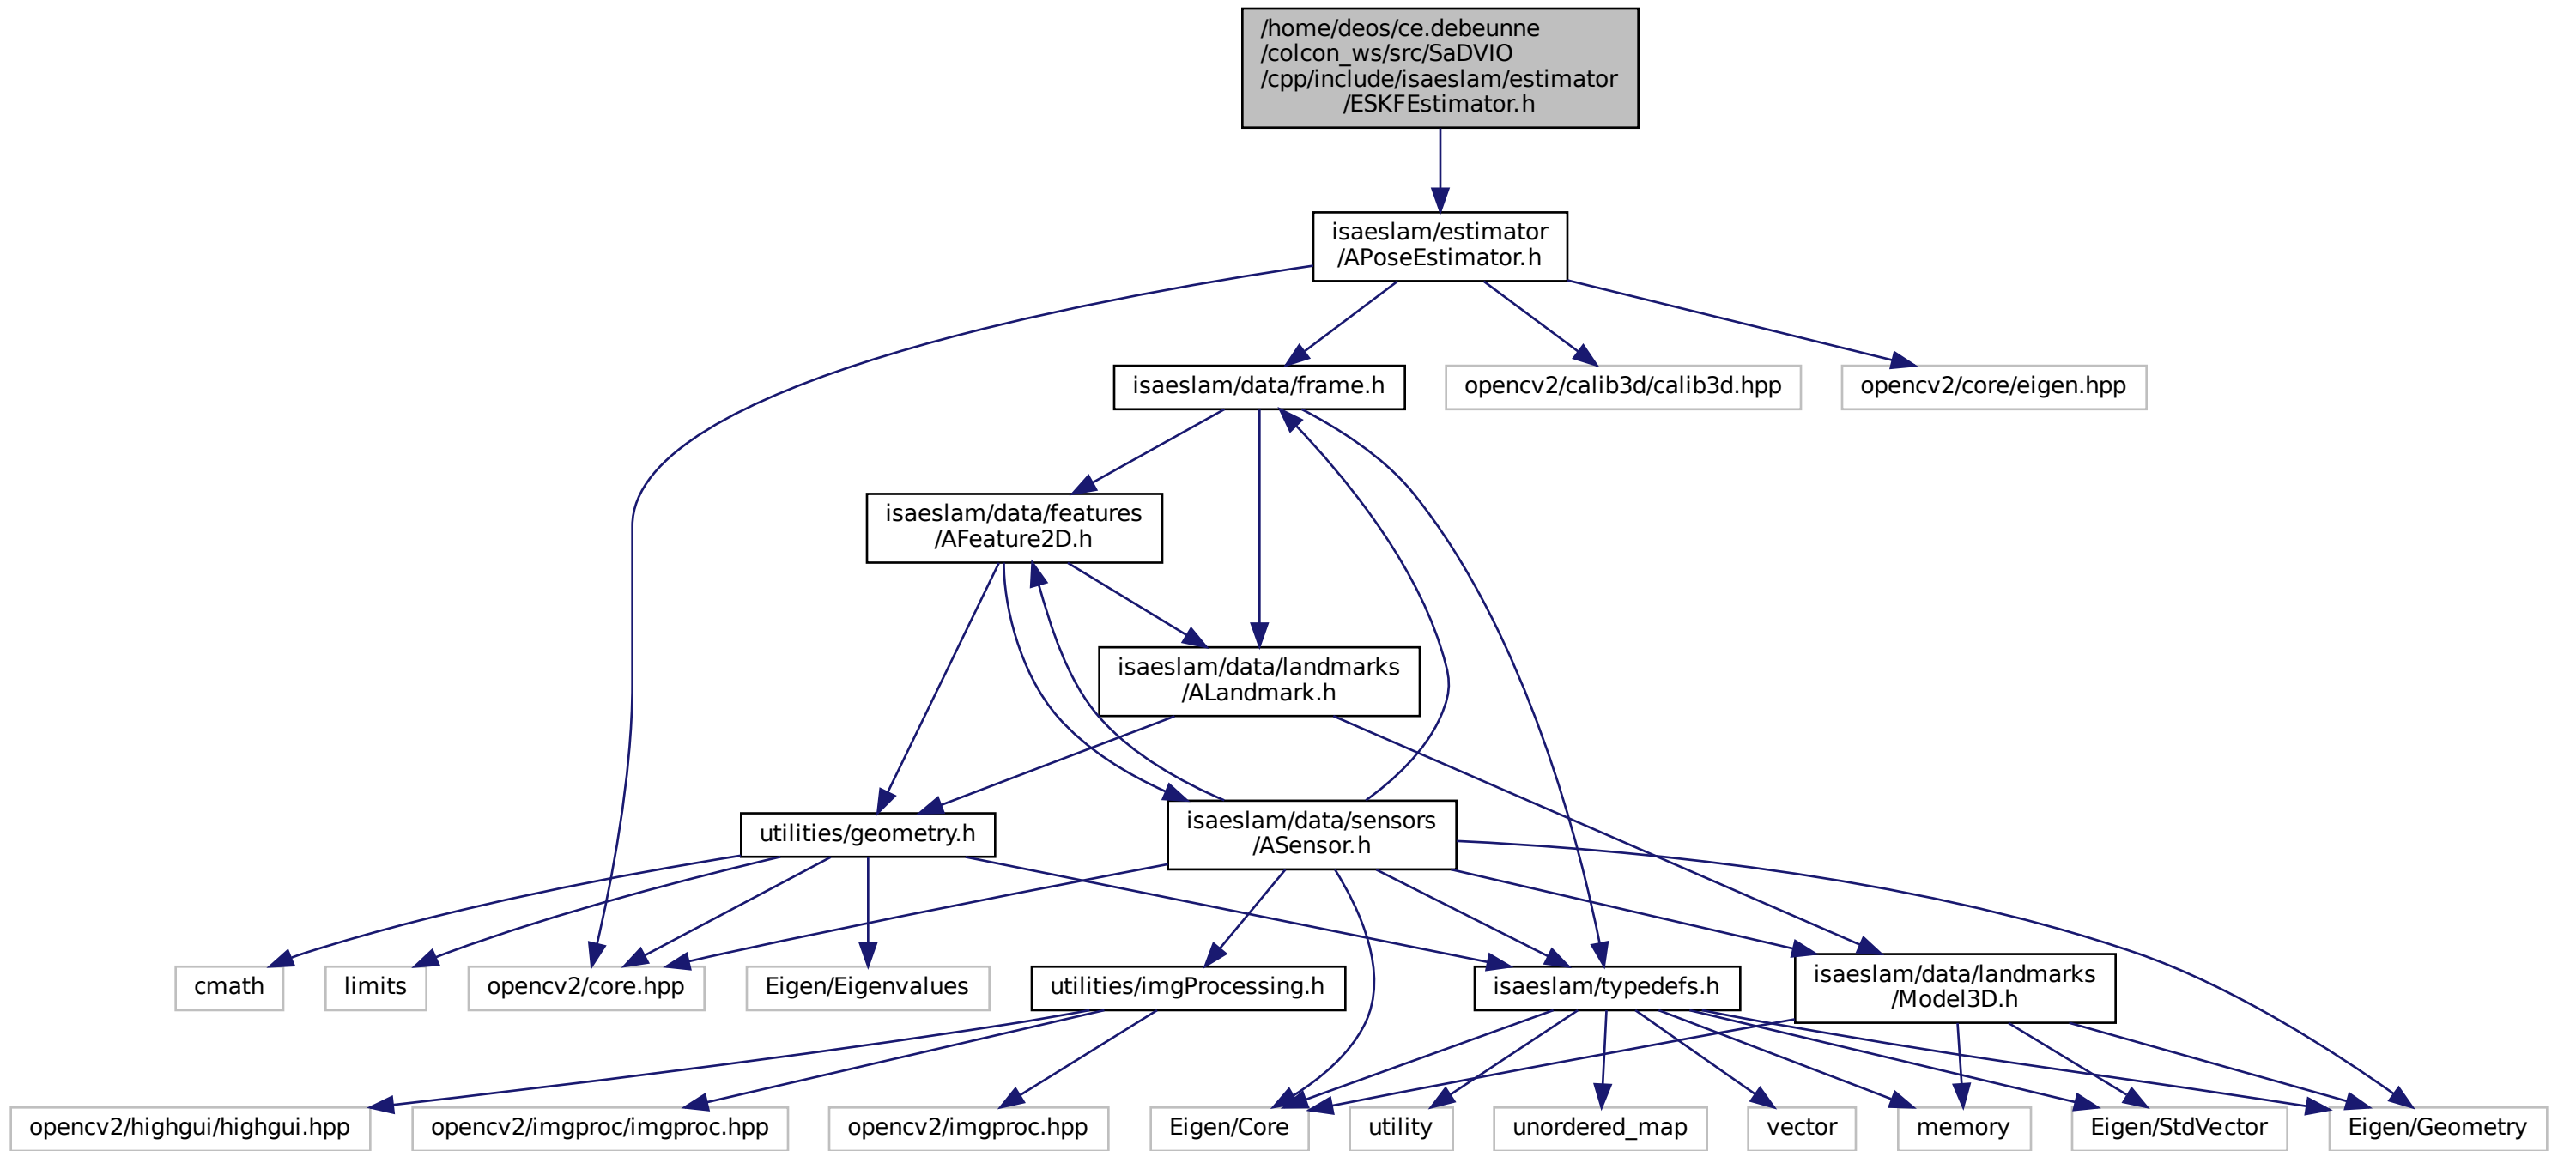 /home/deos/ce.debeunne
/colcon_ws/src/SaDVIO
/cpp/include/isaeslam/estimator
/ESKFEstimator.h
isaeslam/estimator
/APoseEstimator.h
isaeslam/data/frame.h
opencv2/calib3d/calib3d.hpp
opencv2/core/eigen.hpp
isaeslam/data/features
/AFeature2D.h
isaeslam/data/landmarks
/ALandmark.h
utilities/geometry.h
isaeslam/data/sensors
/ASensor.h
cmath
limits
opencv2/core.hpp
Eigen/Eigenvalues
utilities/imgProcessing.h
isaeslam/typedefs.h
isaeslam/data/landmarks
/Model3D.h
opencv2/highgui/highgui.hpp
opencv2/imgproc/imgproc.hpp
opencv2/imgproc.hpp
Eigen/Core
utility
unordered_map
vector
memory
Eigen/StdVector
Eigen/Geometry